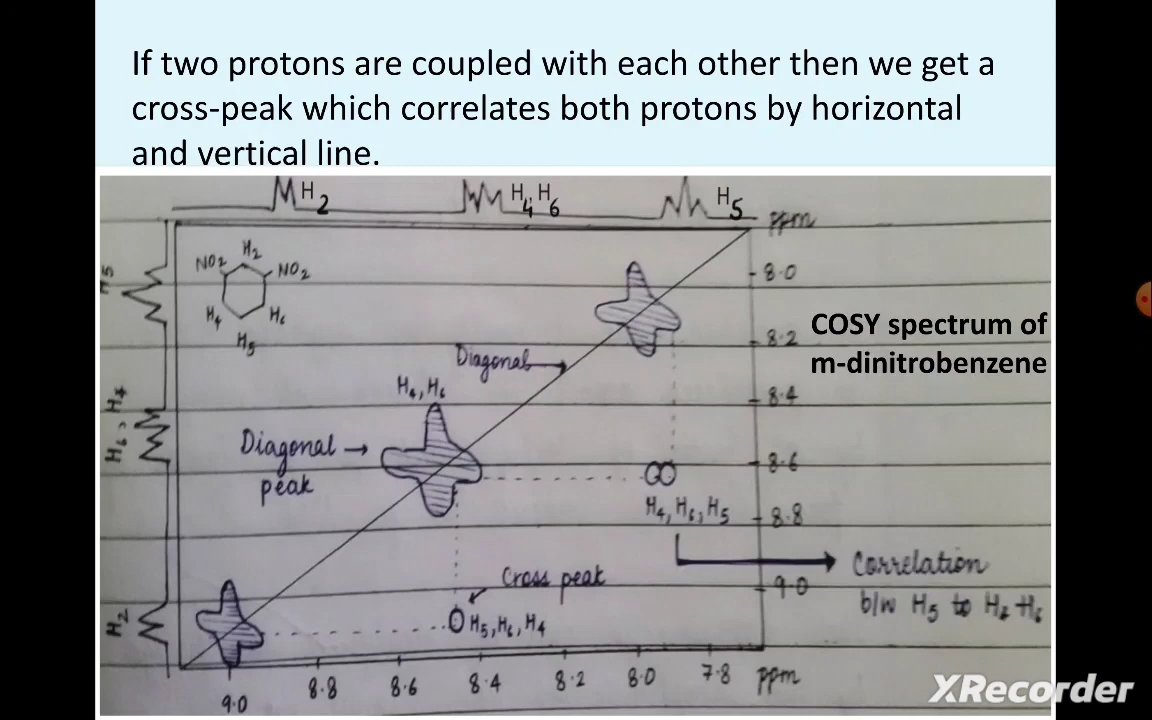 If two protons are coupled with each other then we get a
cross-peak which correlates both protons by horizontal
and vertical line.
H2
H4, H6
H5
ppm
H5
H2
NO2
NO2
H4
H6
H5
8.0
COSY spectrum of
m-dinitrobenzene
8.2
Diagonal
8.4
H4, H6
Diagonal
peak
8.6
H4, H6, H5
8.8
Correlation
b/w H5 to
9.0
Cross peak
H5, H6, H4
H2
9.0
8.8
8.6
8.4
8.2
8.0
7.8
ppm
XRecorder